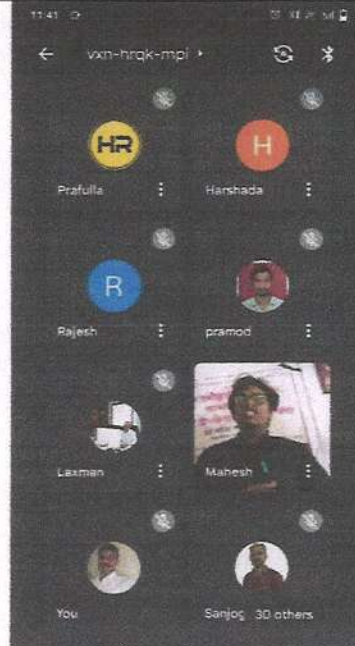 11:41
vxn-hrqk-mpi
HR
H
Prafulla
Harshada
R
Rajesh
pramod
Laxman
Mahesh
You
Sanjog 30 others